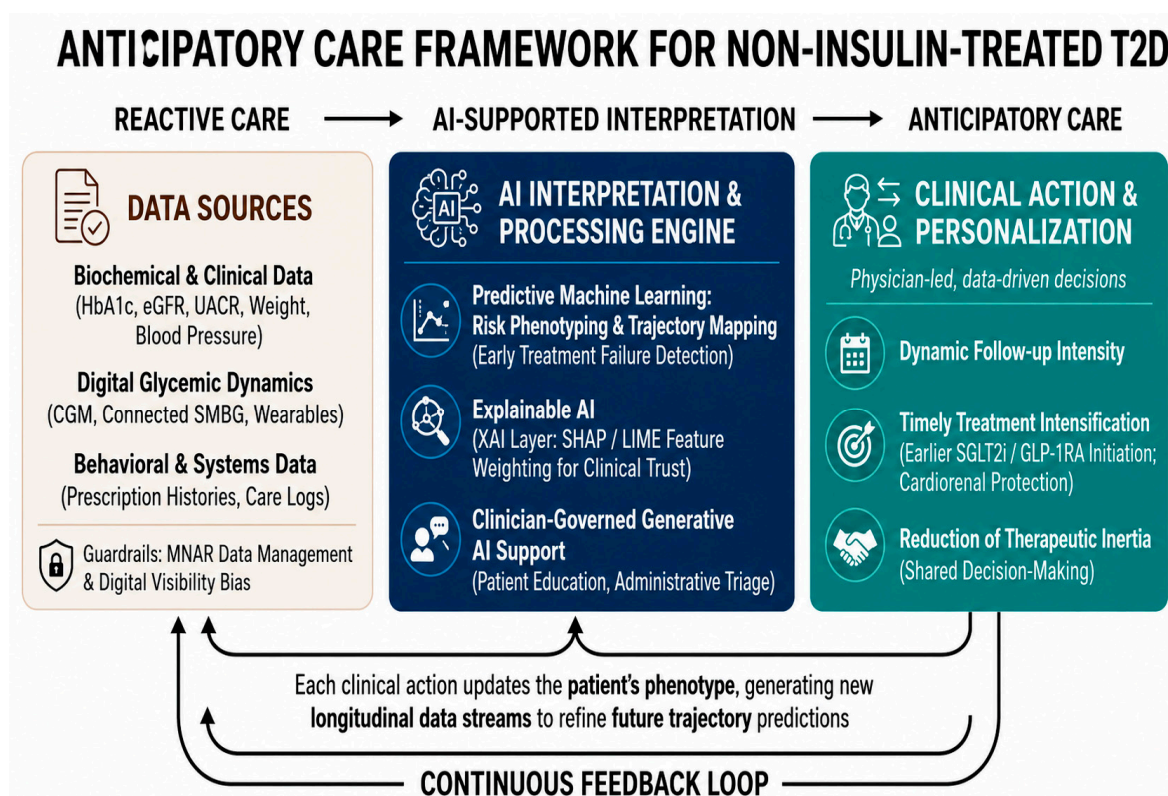 ANTICIPATORY CARE FRAMEWORK FOR NON-INSULIN-TREATED T2D
REACTIVE CARE
AI-SUPPORTED INTERPRETATION
ANTICIPATORY CARE
DATA SOURCES
Biochemical & Clinical Data
(HbA1c, eGFR, UACR, Weight,
Blood Pressure)
Digital Glycemic Dynamics
(CGM, Connected SMBG, Wearables)
Behavioral & Systems Data
(Prescription Histories, Care Logs)
Guardrails: MNAR Data Management
& Digital Visibility Bias
AI
AI INTERPRETATION &
PROCESSING ENGINE
Predictive Machine Learning:
Risk Phenotyping & Trajectory Mapping
(Early Treatment Failure Detection)
Explainable AI
(XAI Layer: SHAP / LIME Feature
Weighting for Clinical Trust)
Clinician-Governed Generative
AI Support
(Patient Education, Administrative Triage)
CLINICAL ACTION &
PERSONALIZATION
Physician-led, data-driven decisions
Dynamic Follow-up Intensity
Timely Treatment Intensification
(Earlier SGLT2i / GLP-1RA Initiation;
Cardiorenal Protection)
Reduction of Therapeutic Inertia
(Shared Decision-Making)
Each clinical action updates the patient's phenotype, generating new
longitudinal data streams to refine future trajectory predictions
CONTINUOUS FEEDBACK LOOP